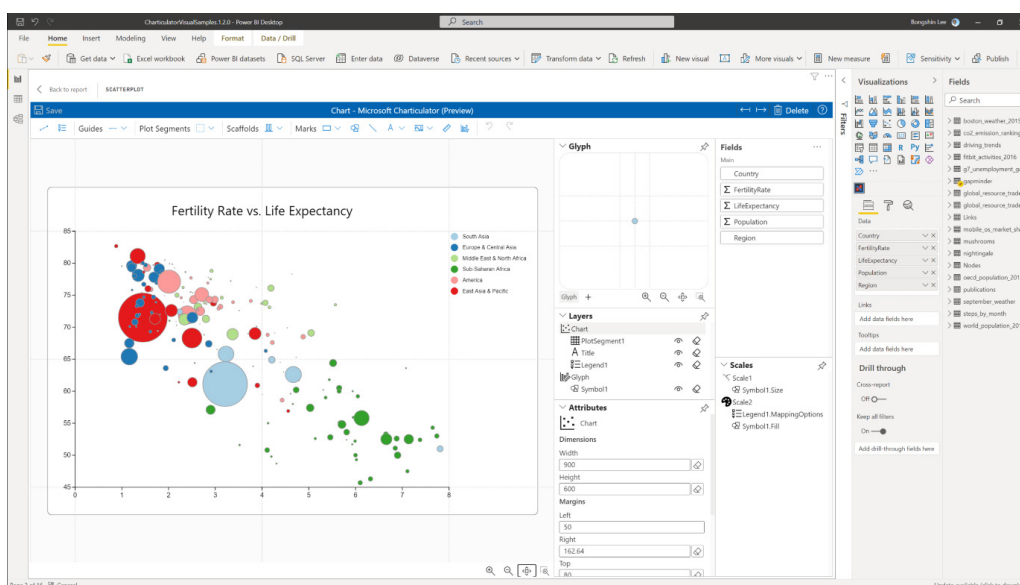 CharticulatorVisualSamples.1.2.0 - Power BI Desktop
Search
Bongshin Lee
File Home Insert Modeling View Help Format Data / Drill
Get data Excel workbook Power BI datasets SQL Server Enter data Dataverse Recent sources Transform data Refresh New visual More visuals New measure Sensitivity Publish
Back to report SCATTERPLOT
Save
Chart - Microsoft Charticulator (Preview)
Delete
Guides Plot Segments Scaffolds Marks
Fertility Rate vs. Life Expectancy
South Asia
Europe & Central Asia
Middle East & North Africa
Sub-Saharan Africa
America
East Asia & Pacific
85
80
75
70
65
60
55
50
45
0 1 2 3 4 5 6 7 8
Glyph
Glyph +
Layers
Chart
PlotSegment1
Title
Legend1
Glyph
Symbol1
Attributes
Chart
Dimensions
Width
900
Height
600
Margins
Left
50
Right
162.64
Top
80
Fields
Main
Country
FertilityRate
LifeExpectancy
Population
Region
Scales
Scale1
Symbol1.Size
Scale2
Legend1.MappingOptions
Symbol1.Fill
Filters
Visualizations
Data
Country
FertilityRate
LifeExpectancy
Population
Region
Links
Add data fields here
Tooltips
Add data fields here
Drill through
Cross-report
Off
Keep all filters
On
Add drill-through fields here
Fields
Search
boston_weather_2015
co2_emission_ranking
driving_trends
fitbit_activities_2016
g7_unemployment_g
gapminder
global_resource_trade
global_resource_trade
Links
mobile_os_market_sh
mushrooms
nightingale
Nodes
oecd_population_201
publications
september_weather
steps_by_month
world_population_20